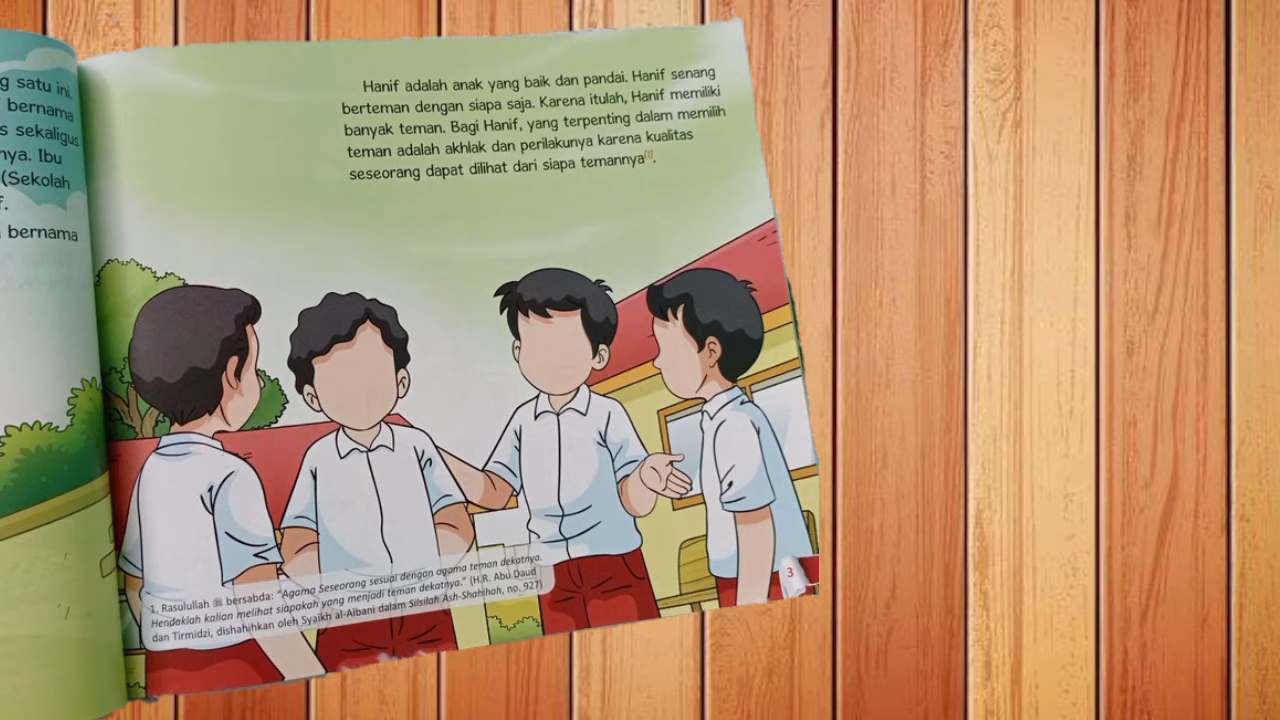 g satu ini.
bernama
s sekaligus
nya. Ibu
(Sekolah
f.
bernama
Hanif adalah anak yang baik dan pandai. Hanif senang
berteman dengan siapa saja. Karena itulah, Hanif memiliki
banyak teman. Bagi Hanif, yang terpenting dalam memilih
teman adalah akhlak dan perilakunya karena kualitas
seseorang dapat dilihat dari siapa temannya[1].
1. Rasulullah ﷺ bersabda: "Agama Seseorang sesuai dengan agama teman dekatnya.
Hendaklah kalian melihat siapakah yang menjadi teman dekatnya." (H.R. Abu Daud
dan Tirmidzi, dishahihkan oleh Syaikh al-Albani dalam Silsilah Ash-Shahihah, no. 927)
3